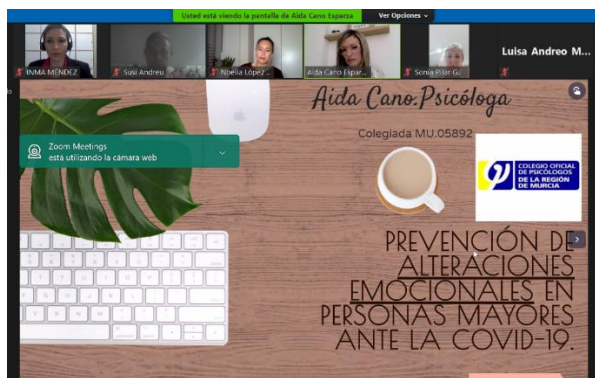 Usted está viendo la pantalla de Aida Cano Esparza
Ver Opciones
INMA MÉNDEZ
Susi Andreu
Noelia López
Aida Cano Espar...
Sonia Pilar Ga
Luisa Andreo M...
Aida Cano.Psicóloga
Colegiada MU.05892
Zoom Meetings
está utilizando la cámara web
COLEGIO OFICIAL
DE PSICÓLOGOS
DE LA REGIÓN
DE MURCIA
PREVENCIÓN DE
ALTERACIONES
EMOCIONALES EN
PERSONAS MAYORES
ANTE LA COVID-19.